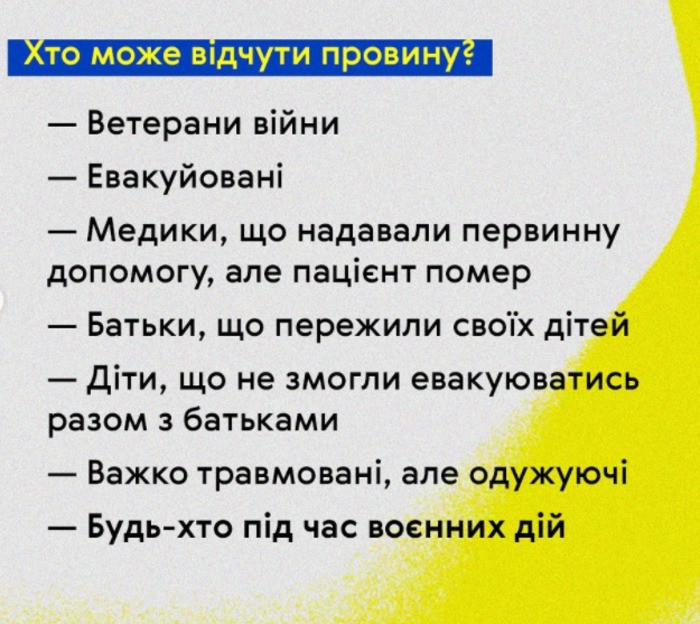 Хто може відчути провину?
— Ветерани війни
— Евакуйовані
— Медики, що надавали первинну
допомогу, але пацієнт помер
— Батьки, що пережили своїх дітей
— Діти, що не змогли евакуюватись
разом з батьками
— Важко травмовані, але одужуючі
— Будь-хто під час воєнних дій